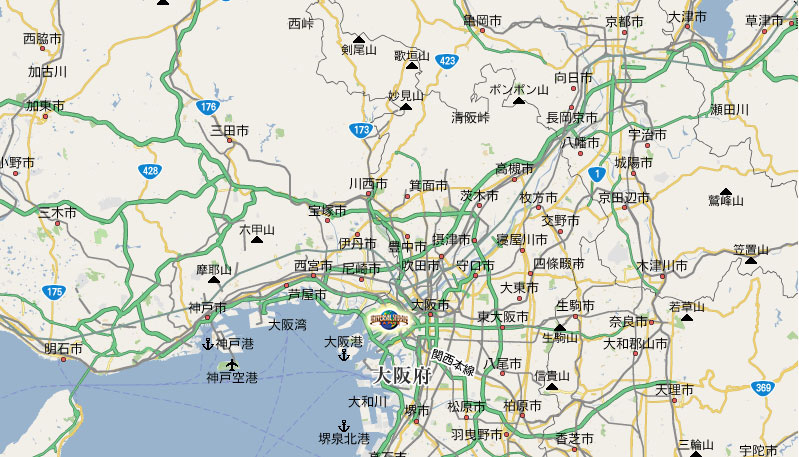 西峠
亀岡市
京都市
大津市
草津市
西脇市
剣尾山
歌垣山
423
加古川
向日市
妙見山
ポンポン山
加東市
176
三田市
173
清阪峠
長岡京市
瀬田川
八幡市
宇治市
小野市
428
川西市
箕面市
茨木市
高槻市
枚方市
1
城陽市
京田辺市
鷲峰山
三木市
宝塚市
六甲山
伊丹市
豊中市
摂津市
寝屋川市
交野市
笠置山
摩耶山
西宮市
尼崎市
吹田市
守口市
四條畷市
木津川市
175
芦屋市
大東市
神戸市
大阪湾
大阪市
東大阪市
生駒市
奈良市
若草山
明石市
神戸港
大阪港
関西本線
生駒山
大和郡山市
神戸空港
大阪府
八尾市
信貴山
天理市
369
大和川
堺市
松原市
柏原市
堺泉北港
羽曳野市
香芝市
三輪山
宇陀市
高石市